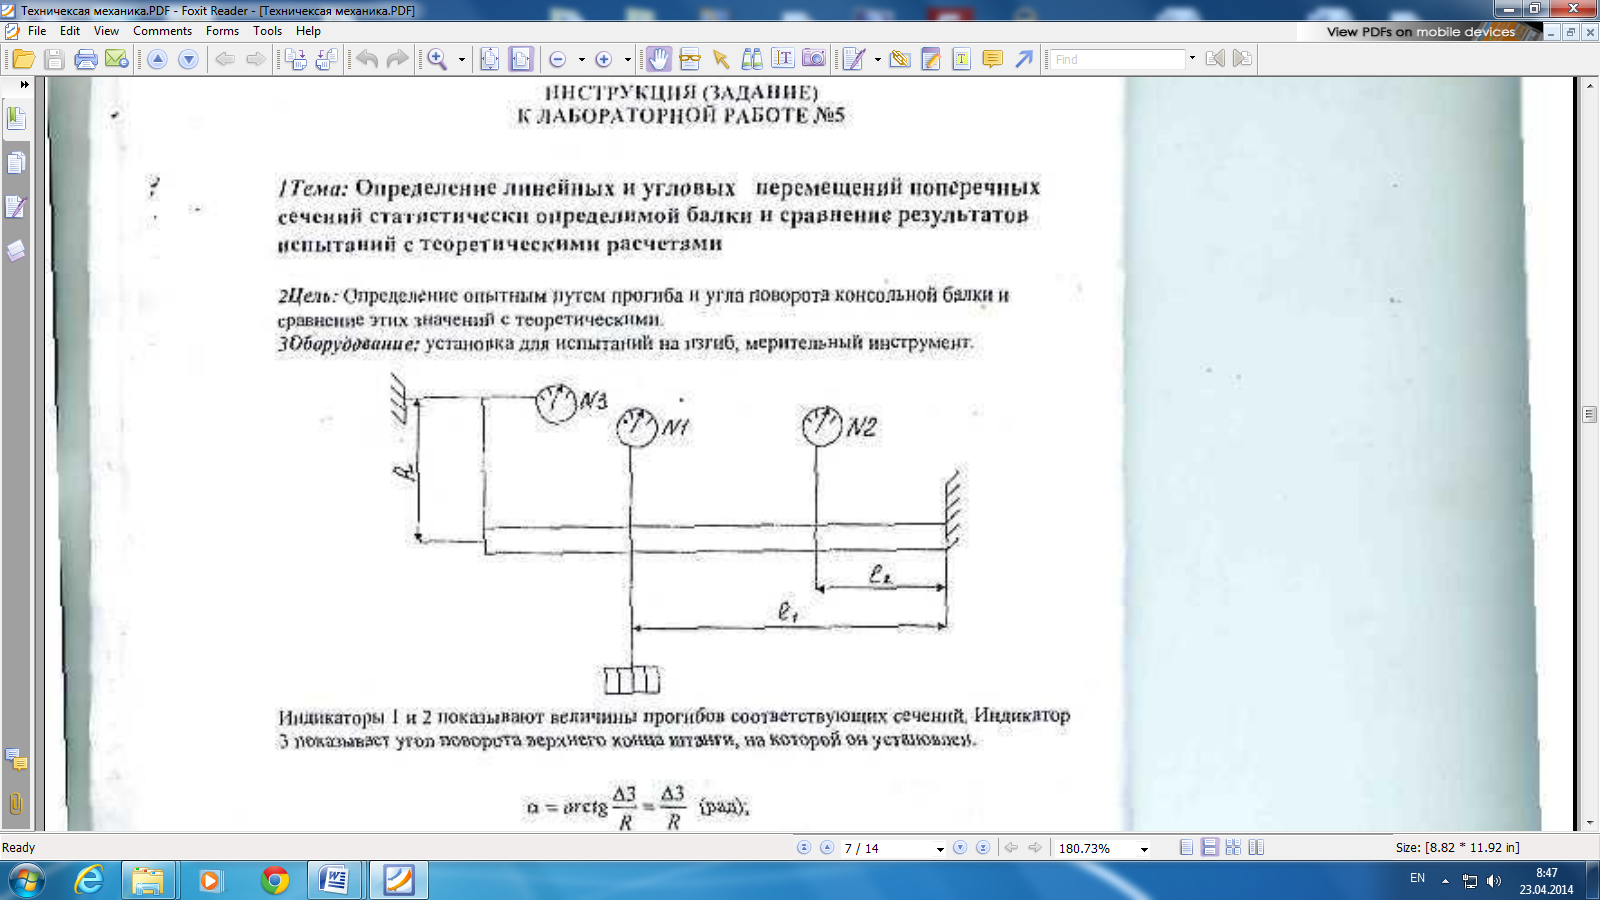 Техничексая механика.PDF - Foxit Reader - [Техничексая механика.PDF]
File Edit View Comments Forms Tools Help
View PDFs on mobile devices
Find
ИНСТРУКЦИЯ (ЗАДАНИЕ)
К ЛАБОРАТОРНОЙ РАБОТЕ №5
?
1Тема: Определение линейных и угловых перемещений поперечных
сечений статистически определимой балки и сравнение результатов
испытаний с теоретическими расчетами
2Цель: Определение опытным путем прогиба и угла поворота консольной балки и
сравнение этих значений с теоретическими.
3Оборудование: установка для испытаний на изгиб, мерительный инструмент.
N3
N1
N2
R
ℓ₂
ℓ₁
Индикаторы 1 и 2 показывают величины прогибов соответствующих сечений. Индикатор
3 показывает угол поворота верхнего конца штанги, на которой он установлен.
α = arctg Δ3/R = Δ3/R (рад);
Ready
7 / 14
180.73%
Size: [8.82 * 11.92 in]
EN
8:47
23.04.2014